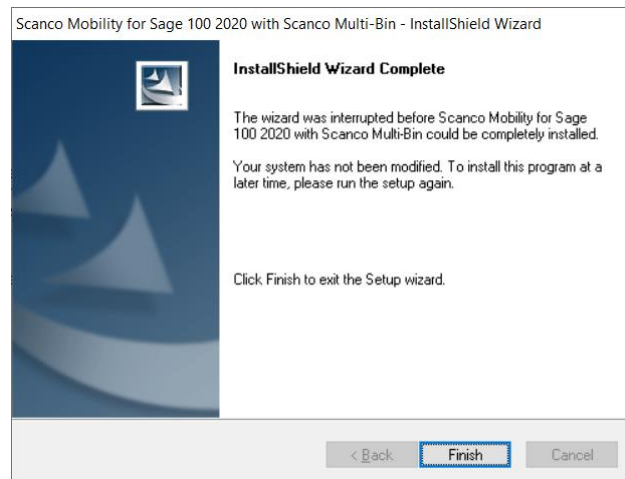 Scanco Mobility for Sage 100 2020 with Scanco Multi-Bin - InstallShield Wizard
InstallShield Wizard Complete
The wizard was interrupted before Scanco Mobility for Sage
100 2020 with Scanco Multi-Bin could be completely installed.
Your system has not been modified. To install this program at a
later time, please run the setup again.
Click Finish to exit the Setup wizard.
< Back Finish Cancel